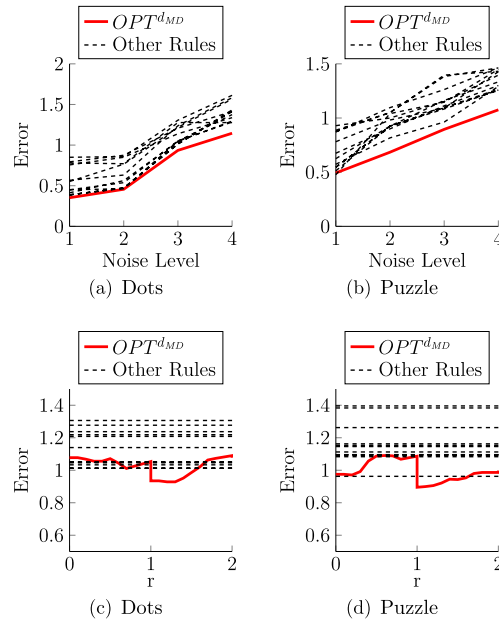 OPT^{d_{MD}}
Other Rules
OPT^{d_{MD}}
Other Rules
2
1.5
1
0.5
0
Error
1 2 3 4
Noise Level
(a) Dots
1.5
1
0.5
0
Error
1 2 3 4
Noise Level
(b) Puzzle
OPT^{d_{MD}}
Other Rules
OPT^{d_{MD}}
Other Rules
1.4
1.2
1
0.8
0.6
Error
0 1 2
r
(c) Dots
1.4
1.2
1
0.8
0.6
Error
0 1 2
r
(d) Puzzle